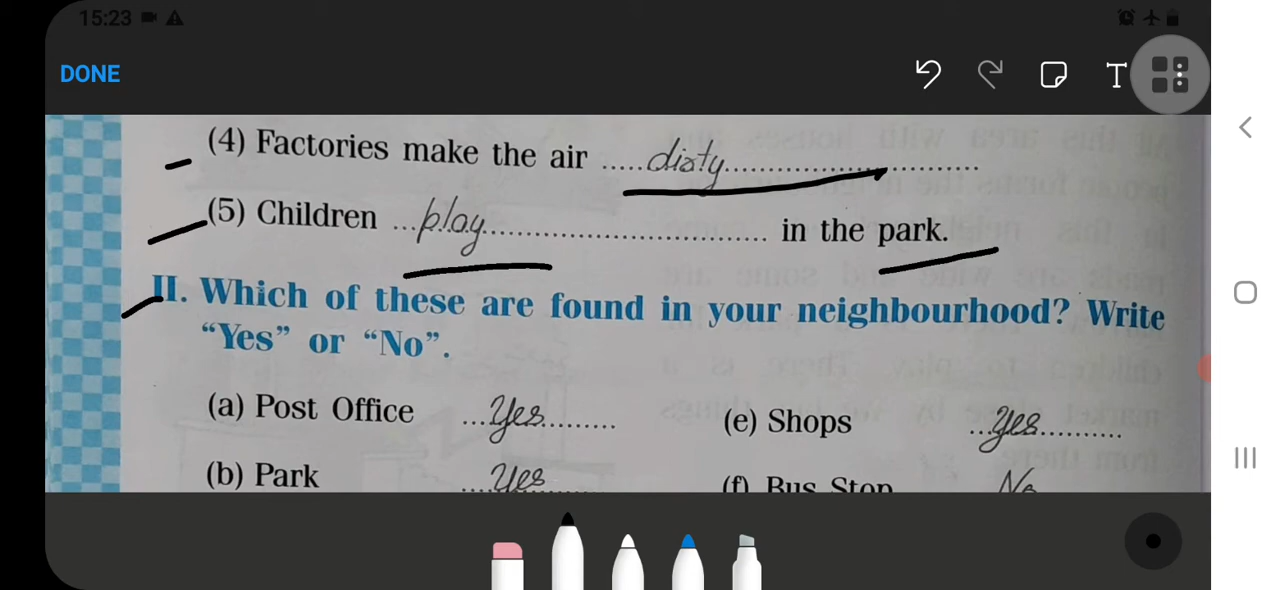 15:23
DONE
T
(4) Factories make the air .....dirty..............................
(5) Children ...play................................... in the park.
II. Which of these are found in your neighbourhood? Write
"Yes" or "No".
(a) Post Office ....Yes.......... (e) Shops ...Yes...........
(b) Park ....Yes....... (f) Bus Stop No